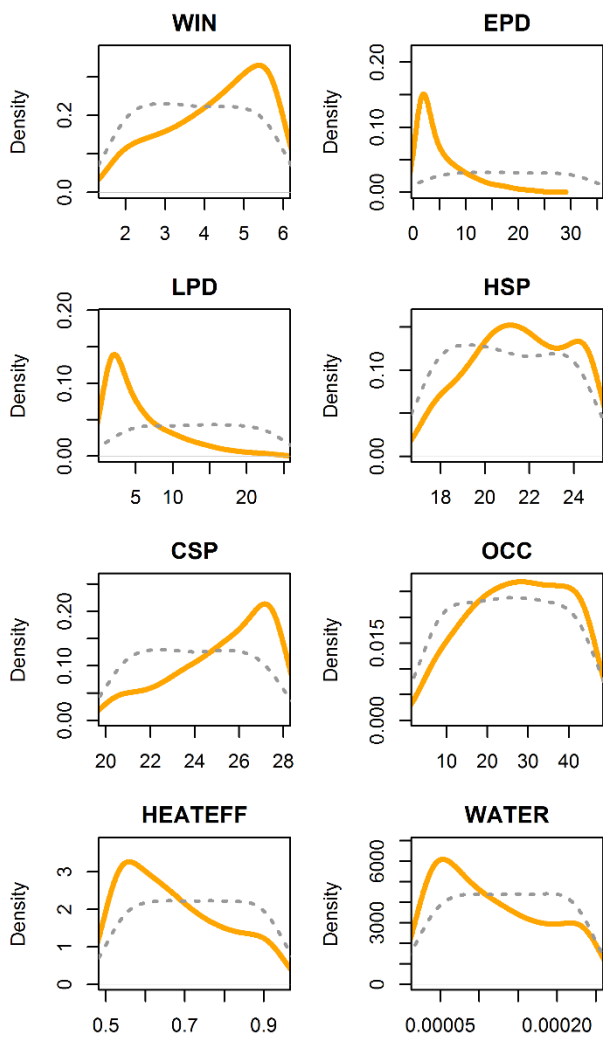 WIN
EPD
Density
0.2
0.0
2 3 4 5 6
Density
0.20
0.10
0.00
0 10 20 30
LPD
HSP
Density
0.20
0.10
0.00
5 10 20
Density
0.10
0.00
18 20 22 24
CSP
OCC
Density
0.20
0.10
0.00
20 22 24 26 28
Density
0.015
0.000
10 20 30 40
HEATEFF
WATER
Density
3
2
1
0
0.5 0.7 0.9
Density
6000
3000
0
0.00005 0.00020